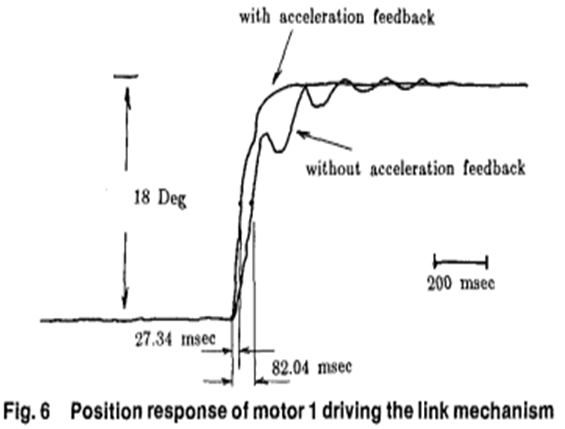 with acceleration feedback
without acceleration feedback
18 Deg
200 msec
27.34 msec
82.04 msec
Fig. 6 Position response of motor 1 driving the link mechanism